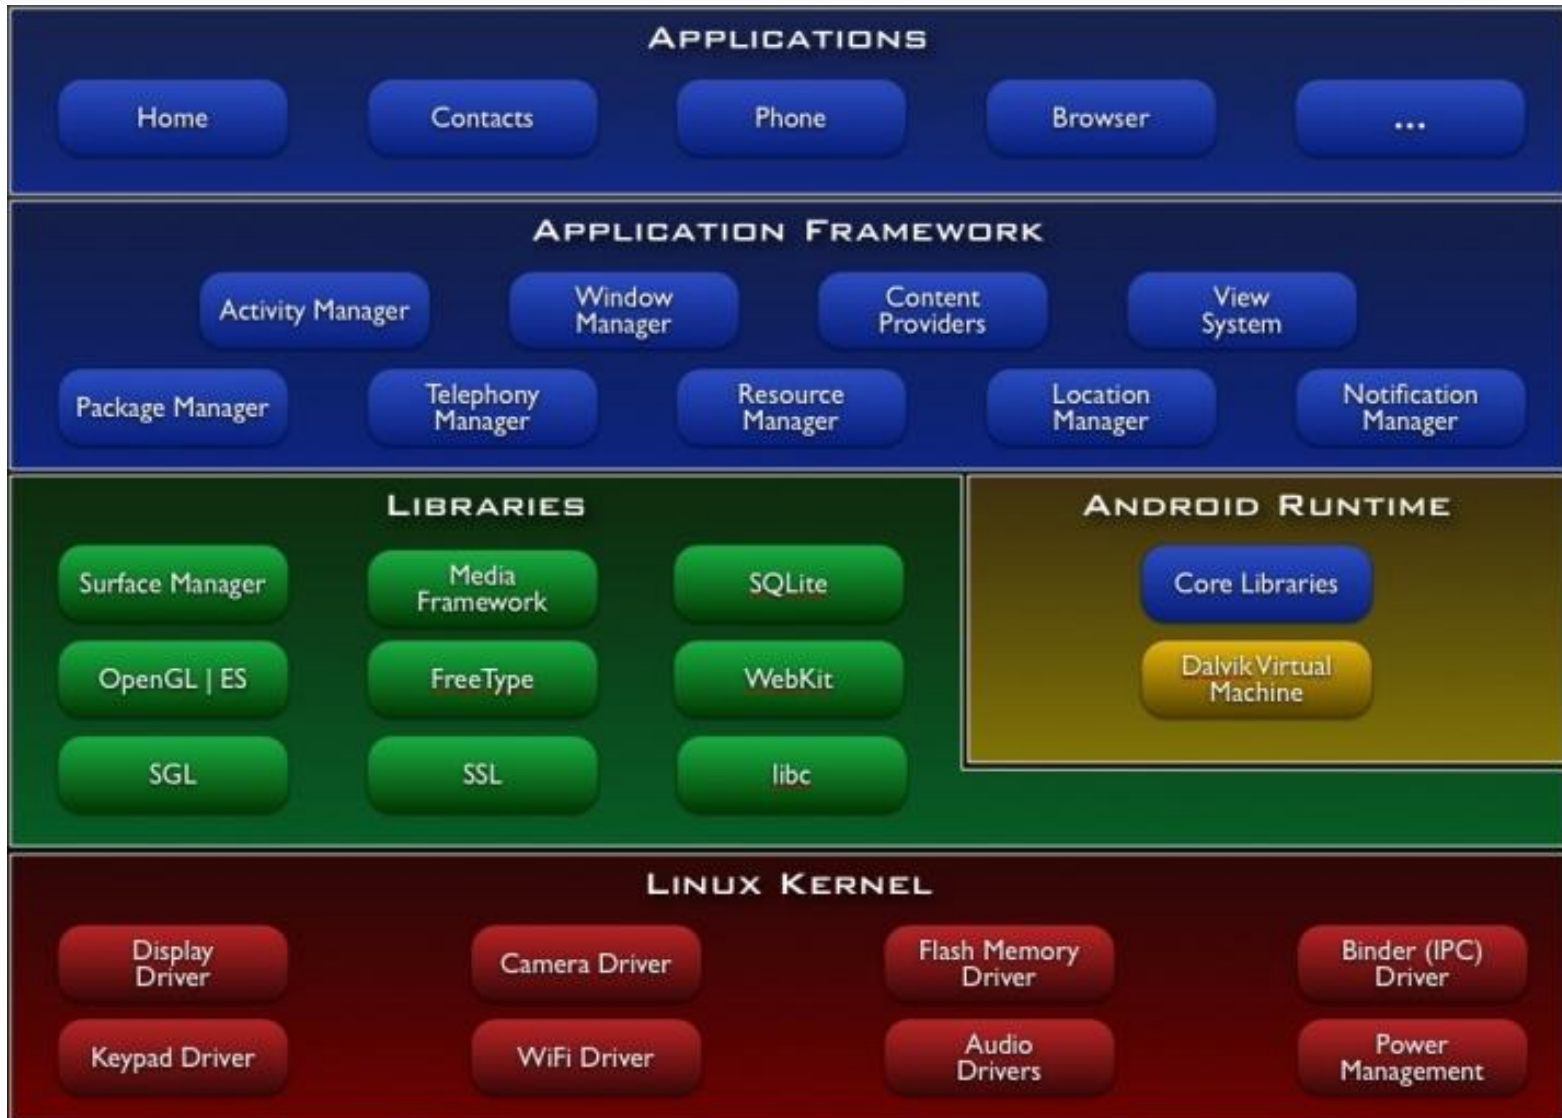 APPLICATIONS
Home
Contacts
Phone
Browser
...
APPLICATION FRAMEWORK
Activity Manager
Window
Manager
Content
Providers
View
System
Package Manager
Telephony
Manager
Resource
Manager
Location
Manager
Notification
Manager
LIBRARIES
Surface Manager
Media
Framework
SQLite
OpenGL | ES
FreeType
WebKit
SGL
SSL
libc
ANDROID RUNTIME
Core Libraries
Dalvik Virtual
Machine
LINUX KERNEL
Display
Driver
Camera Driver
Flash Memory
Driver
Binder (IPC)
Driver
Keypad Driver
WiFi Driver
Audio
Drivers
Power
Management